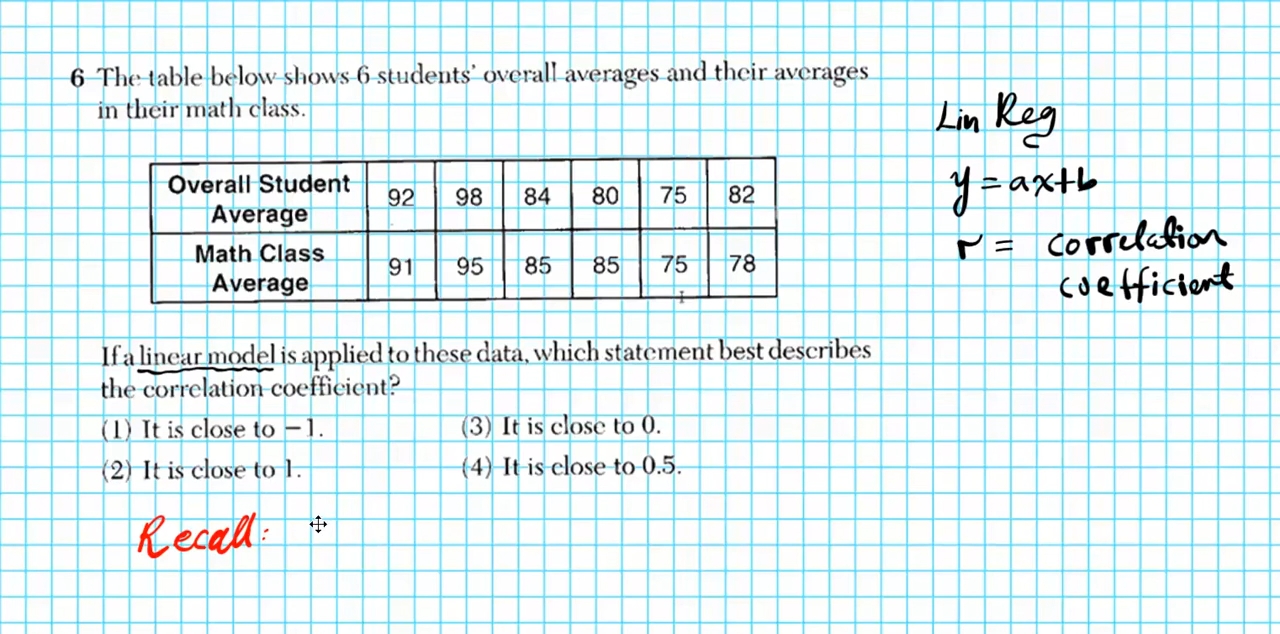 6 The table below shows 6 students' overall averages and their averages
in their math class.
Overall Student Average 92 98 84 80 75 82
Math Class Average 91 95 85 85 75 78
If a linear model is applied to these data, which statement best describes
the correlation coefficient?
(1) It is close to −1. (3) It is close to 0.
(2) It is close to 1. (4) It is close to 0.5.
Recall:
Lin Reg
y = ax+b
r = correlation
coefficient